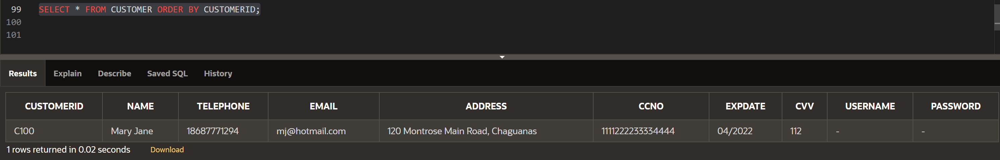 99 SELECT * FROM CUSTOMER ORDER BY CUSTOMERID;
100
101
Results Explain Describe Saved SQL History
CUSTOMERID NAME TELEPHONE EMAIL ADDRESS CCNO EXPDATE CVV USERNAME PASSWORD
C100 Mary Jane 18687771294 mj@hotmail.com 120 Montrose Main Road, Chaguanas 1111222233334444 04/2022 112 - -
1 rows returned in 0.02 seconds Download